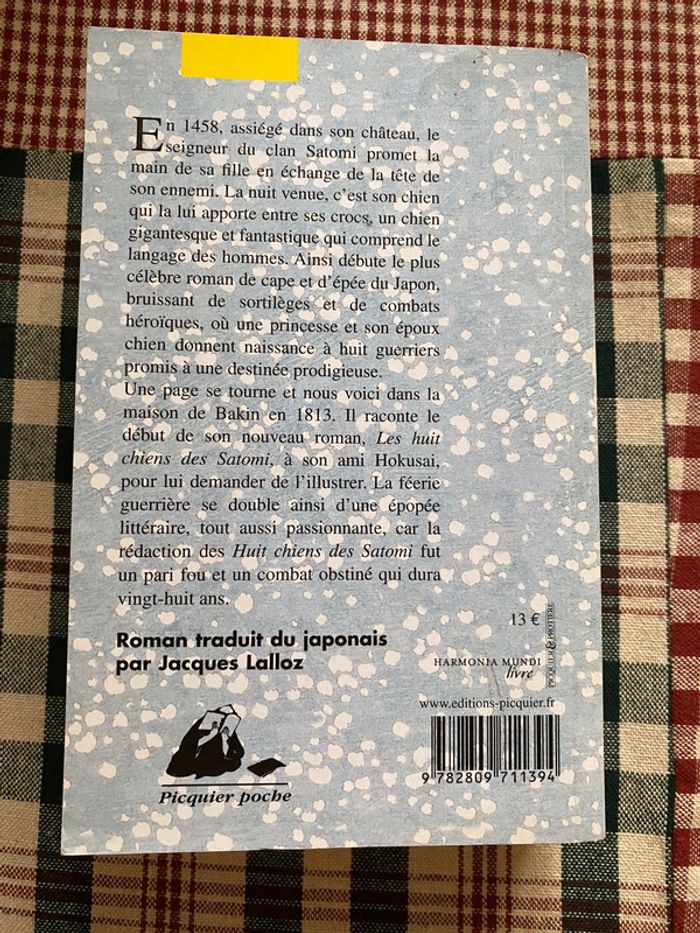 En 1458, assiégé dans son château, le
seigneur du clan Satomi promet la
main de sa fille en échange de la tête de
son ennemi. La nuit venue, c'est son chien
qui la lui apporte entre ses crocs, un chien
gigantesque et fantastique qui comprend le
langage des hommes. Ainsi débute le plus
célèbre roman de cape et d'épée du Japon,
bruissant de sortilèges et de combats
héroïques, où une princesse et son époux
chien donnent naissance à huit guerriers
promis à une destinée prodigieuse.
Une page se tourne et nous voici dans la
maison de Bakin en 1813. Il raconte le
début de son nouveau roman, Les huit
chiens des Satomi, à son ami Hokusai,
pour lui demander de l'illustrer. La féerie
guerrière se double ainsi d'une épopée
littéraire, tout aussi passionnante, car la
rédaction des Huit chiens des Satomi fut
un pari fou et un combat obstiné qui dura
vingt-huit ans.
Roman traduit du japonais
par Jacques Lalloz
Picquier poche
13 €
HARMONIA MUNDI
livre
PICQUIER & PROTIÈRE
www.editions-picquier.fr
9 782809 711394